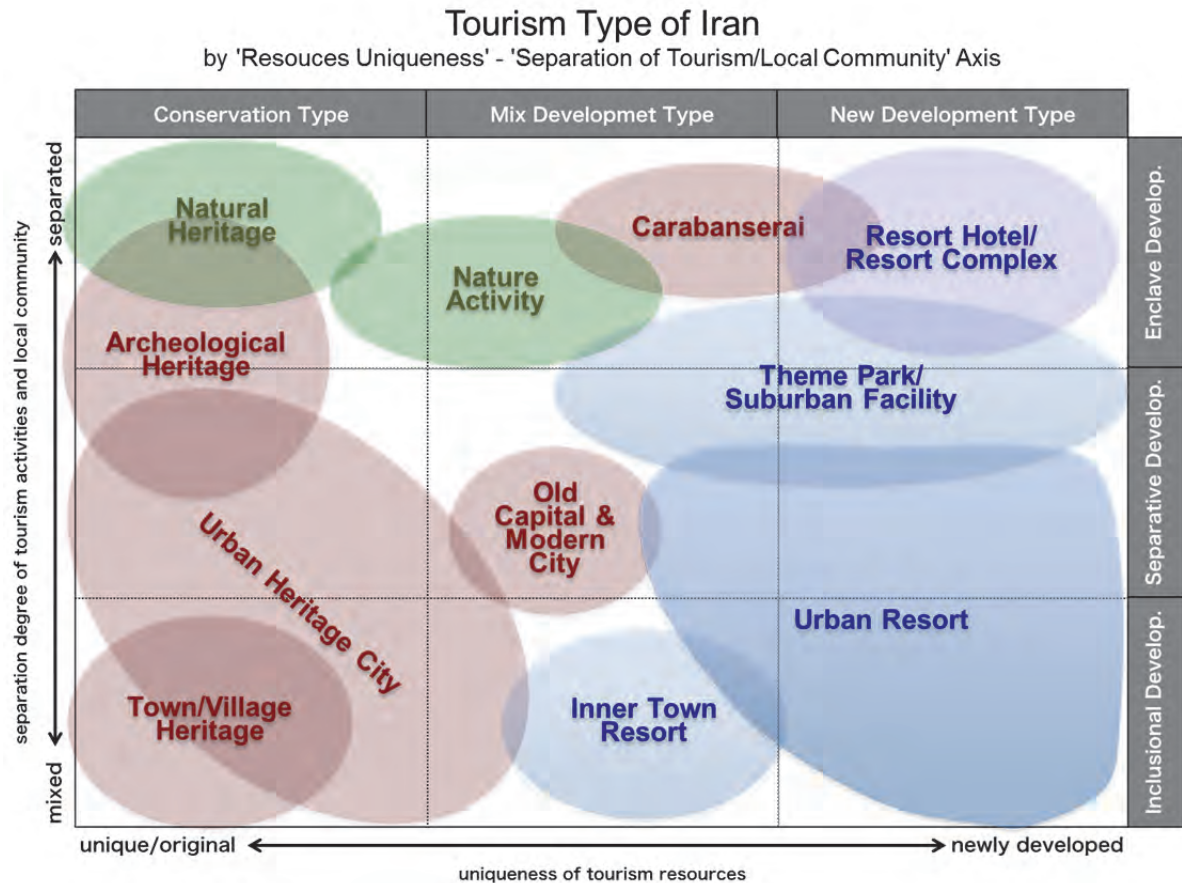 Tourism Type of Iran
by 'Resouces Uniqueness' - 'Separation of Tourism/Local Community' Axis
Conservation Type
Mix Developmet Type
New Development Type
separation degree of tourism activities and local community
separated
mixed
Natural
Heritage
Nature
Activity
Carabanserai
Resort Hotel/
Resort Complex
Enclave Develop.
Archeological
Heritage
Theme Park/
Suburban Facility
Old
Capital &
Modern
City
Separative Develop.
Urban Heritage City
Urban Resort
Town/Village
Heritage
Inner Town
Resort
Inclusional Develop.
unique/original
newly developed
uniqueness of tourism resources